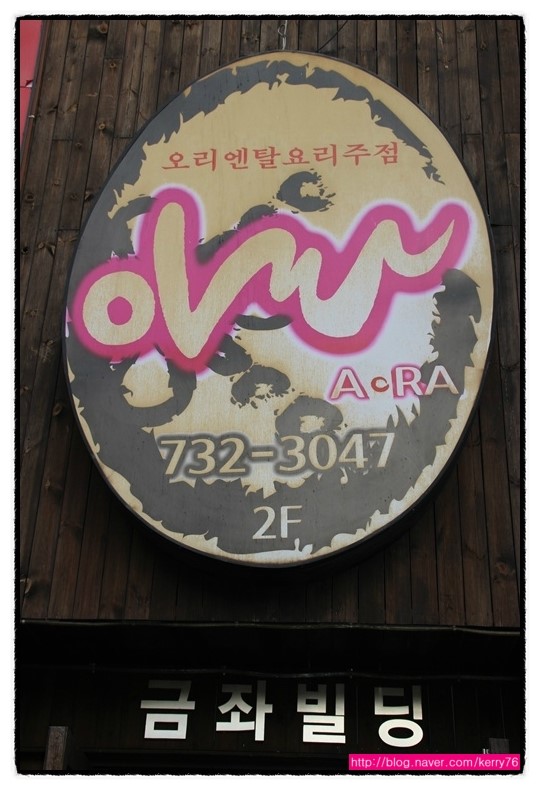 오리엔탈요리주점
아라
A·RA
732-3047
2F
금좌빌딩
http://blog.naver.com/kerry76